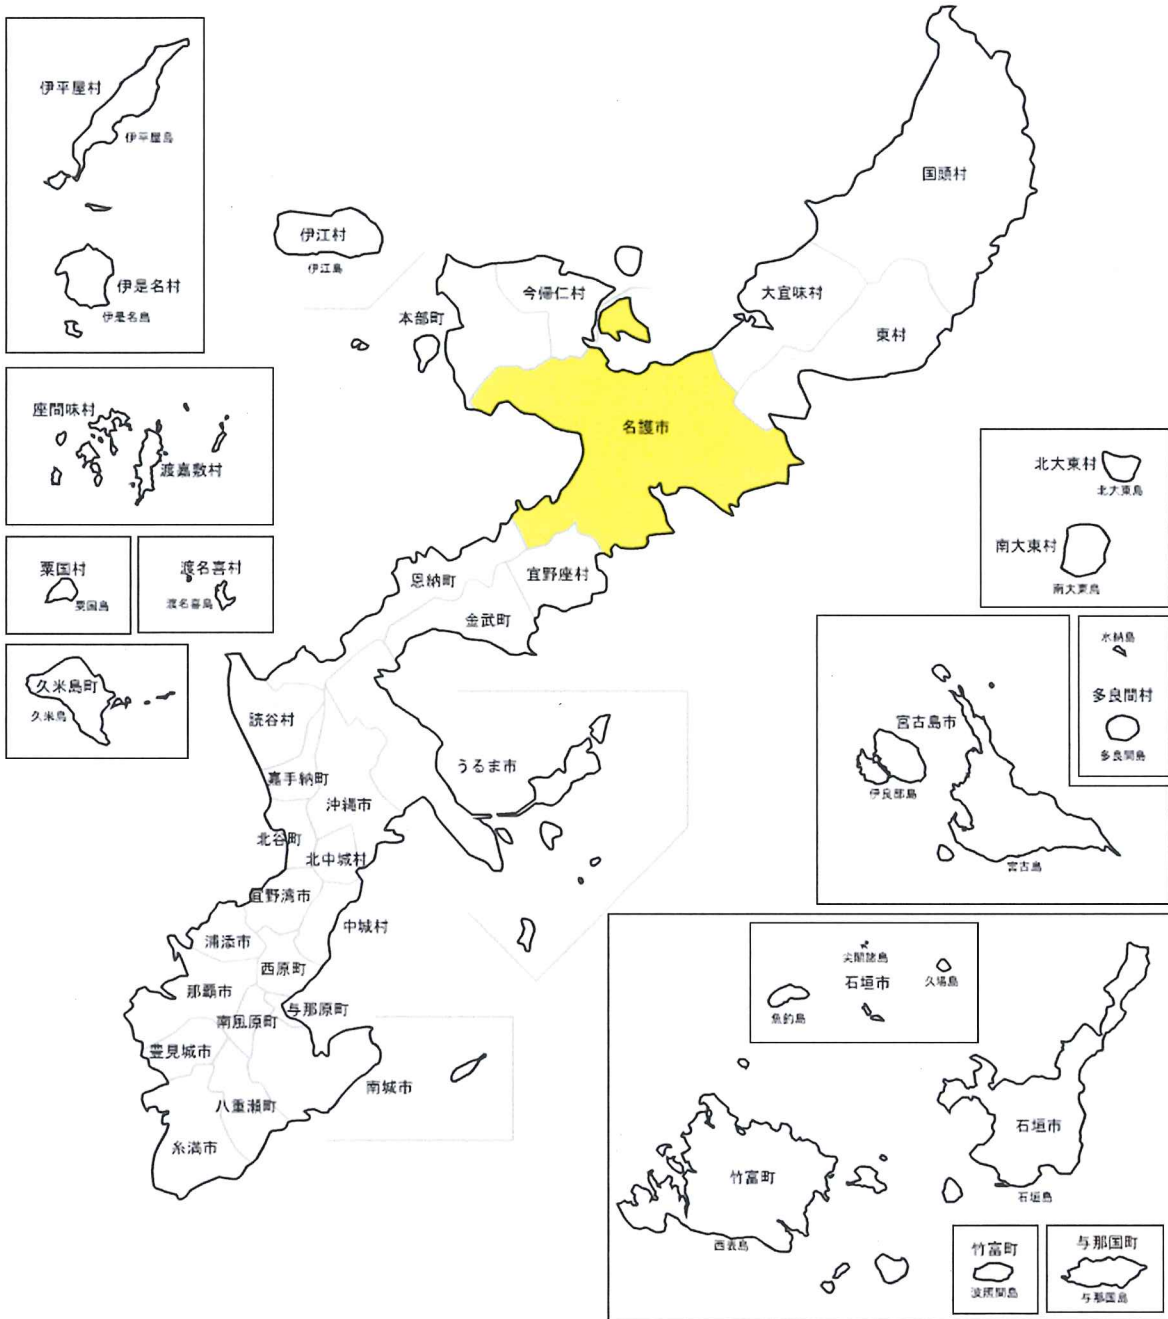 伊平屋村
伊平屋島
伊是名村
伊是名島
伊江村
伊江島
国頭村
今帰仁村
本部町
大宜味村
東村
名護市
座間味村
渡嘉敷村
粟国村
粟国島
渡名喜村
渡名喜島
久米島町
久米島
恩納町
宜野座村
金武町
読谷村
嘉手納町
うるま市
沖縄市
北谷町
北中城村
宜野湾市
中城村
浦添市
西原町
那覇市
南風原町
与那原町
豊見城市
南城市
八重瀬町
糸満市
北大東村
北大東島
南大東村
南大東島
水納島
多良間村
多良間島
宮古島市
伊良部島
宮古島
尖閣諸島
石垣市
久場島
魚釣島
石垣市
石垣島
竹富町
西表島
竹富町
波照間島
与那国町
与那国島